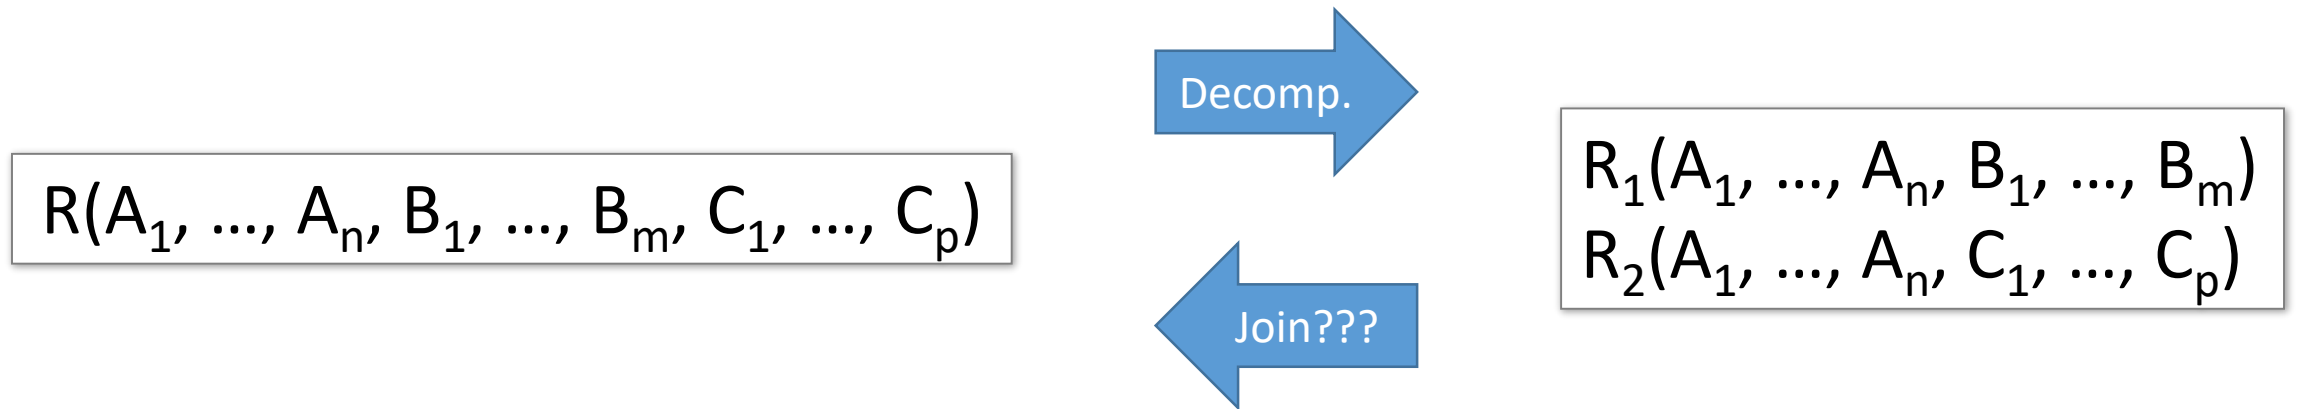 R(A₁, …, Aₙ, B₁, …, Bₘ, C₁, …, Cₚ)
Decomp.
Join???
R₁(A₁, …, Aₙ, B₁, …, Bₘ)
R₂(A₁, …, Aₙ, C₁, …, Cₚ)